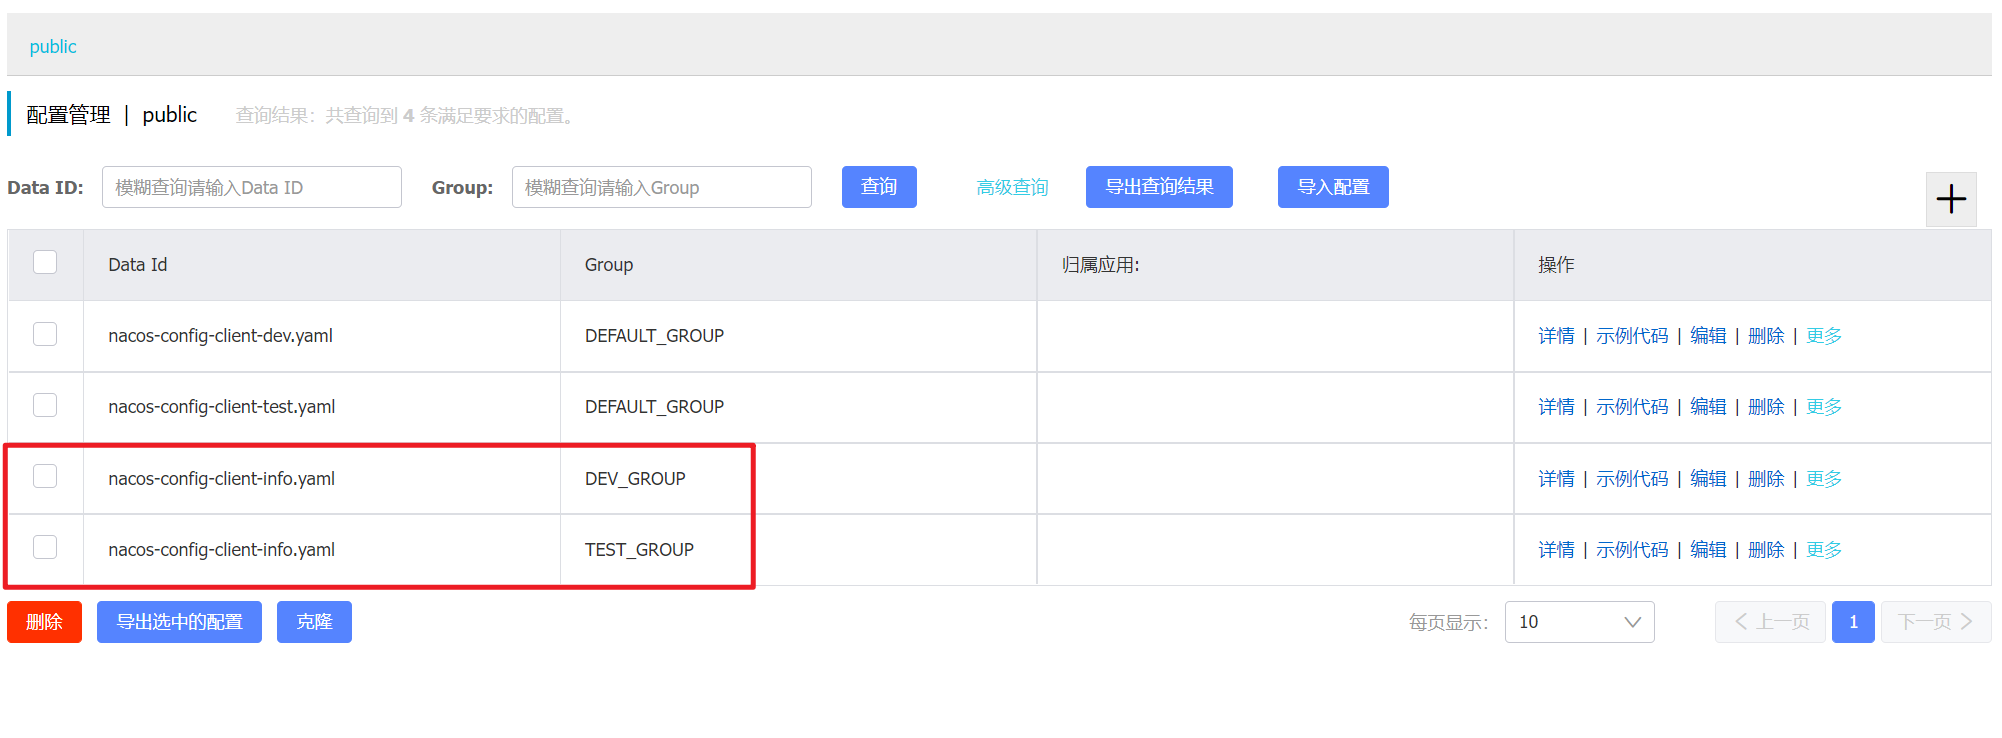 public
配置管理 | public 查询结果：共查询到 4 条满足要求的配置。
Data ID: 模糊查询请输入Data ID Group: 模糊查询请输入Group 查询 高级查询 导出查询结果 导入配置
Data Id Group 归属应用: 操作
nacos-config-client-dev.yaml DEFAULT_GROUP 详情 | 示例代码 | 编辑 | 删除 | 更多
nacos-config-client-test.yaml DEFAULT_GROUP 详情 | 示例代码 | 编辑 | 删除 | 更多
nacos-config-client-info.yaml DEV_GROUP 详情 | 示例代码 | 编辑 | 删除 | 更多
nacos-config-client-info.yaml TEST_GROUP 详情 | 示例代码 | 编辑 | 删除 | 更多
删除 导出选中的配置 克隆 每页显示: 10 上一页 1 下一页